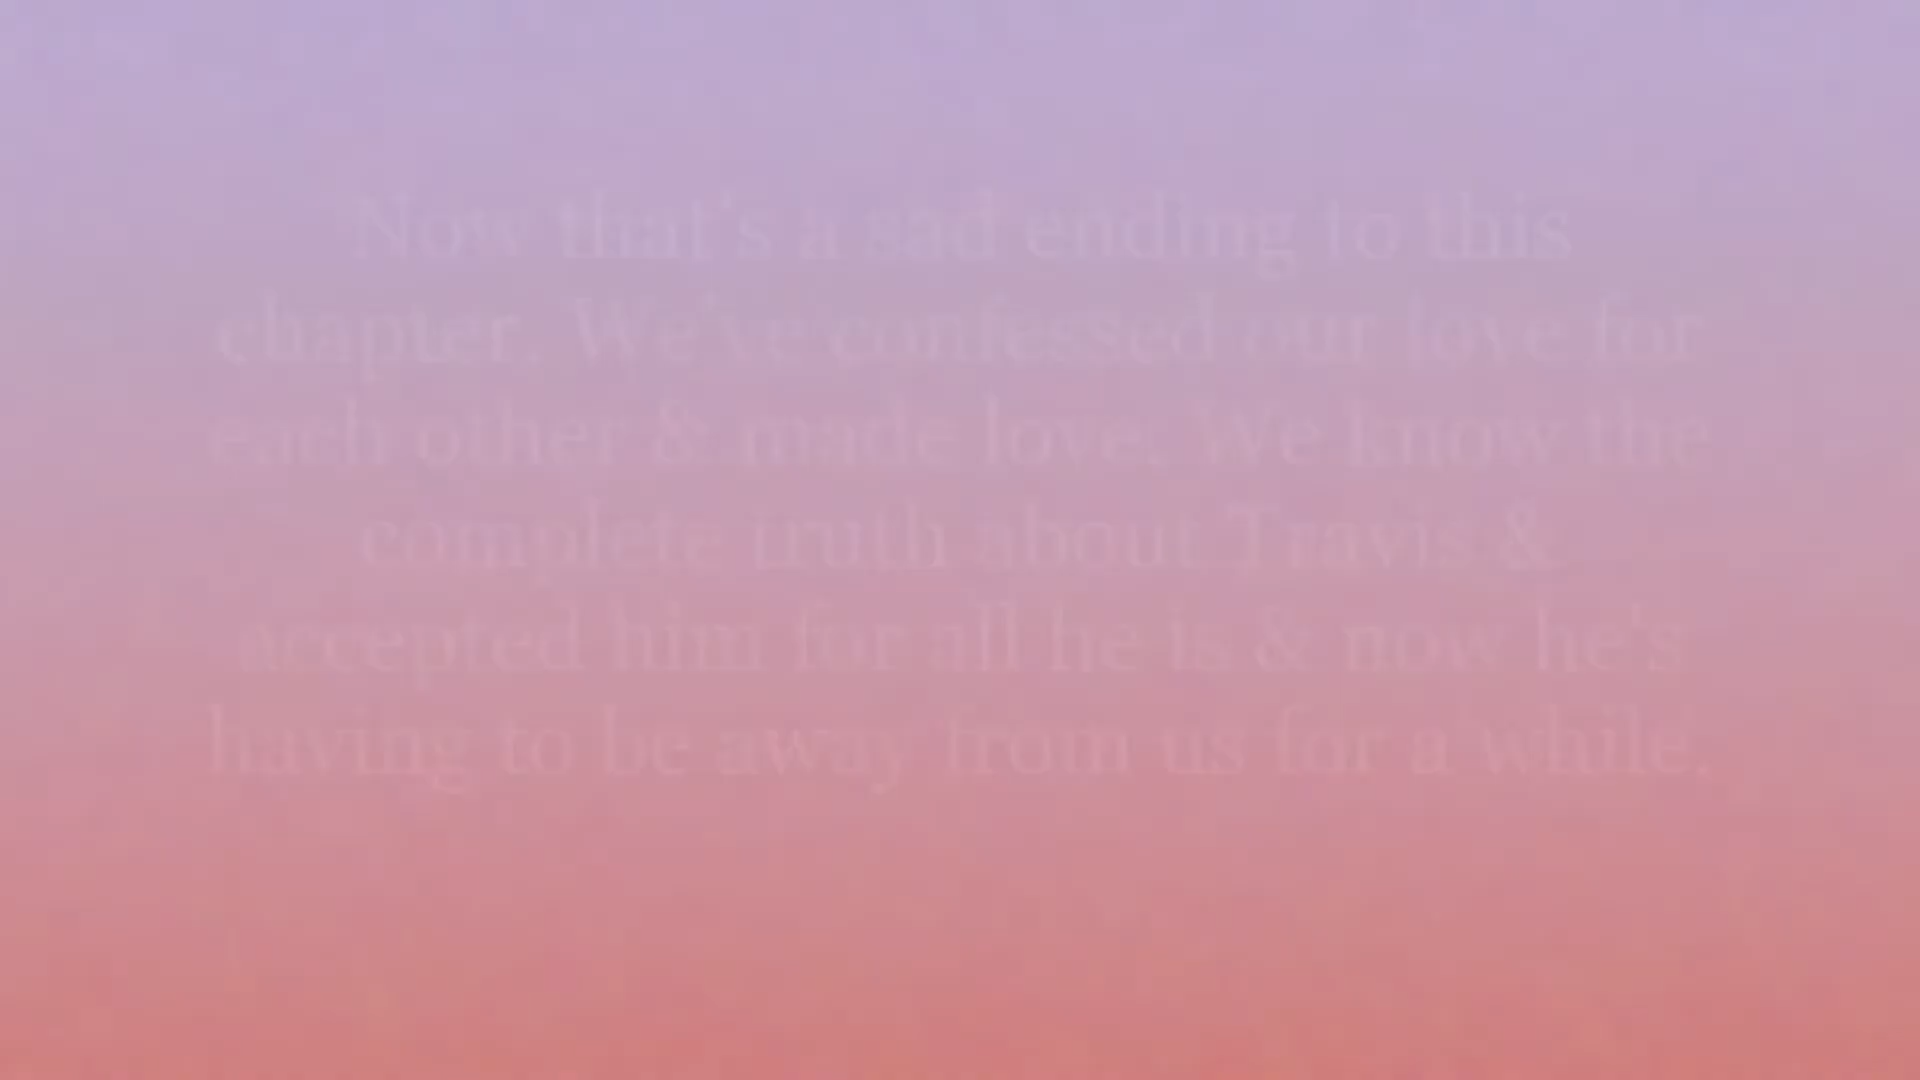 Now that's a sad ending to this
chapter. We've confessed our love for
each other & made love. We know the
complete truth about Travis &
accepted him for all he is & now he's
having to be away from us for a while.